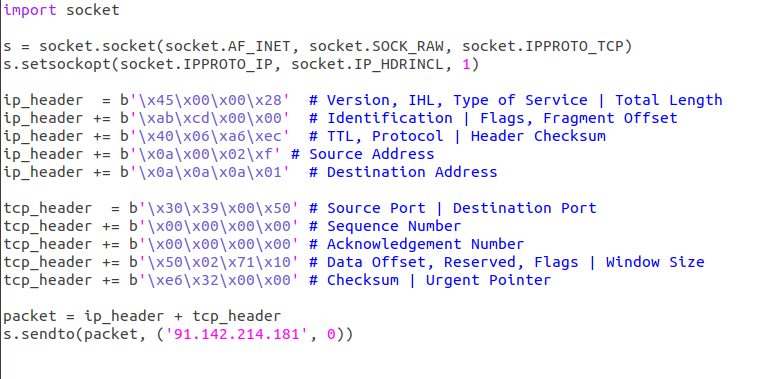 import socket

s = socket.socket(socket.AF_INET, socket.SOCK_RAW, socket.IPPROTO_TCP)
s.setsockopt(socket.IPPROTO_IP, socket.IP_HDRINCL, 1)

ip_header  = b'\x45\x00\x00\x28'  # Version, IHL, Type of Service | Total Length
ip_header += b'\xab\xcd\x00\x00'  # Identification | Flags, Fragment Offset
ip_header += b'\x40\x06\xa6\xec'  # TTL, Protocol | Header Checksum
ip_header += b'\x0a\x00\x02\xf' # Source Address
ip_header += b'\x0a\x0a\x0a\x01'  # Destination Address

tcp_header  = b'\x30\x39\x00\x50' # Source Port | Destination Port
tcp_header += b'\x00\x00\x00\x00' # Sequence Number
tcp_header += b'\x00\x00\x00\x00' # Acknowledgement Number
tcp_header += b'\x50\x02\x71\x10' # Data Offset, Reserved, Flags | Window Size
tcp_header += b'\xe6\x32\x00\x00' # Checksum | Urgent Pointer

packet = ip_header + tcp_header
s.sendto(packet, ('91.142.214.181', 0))